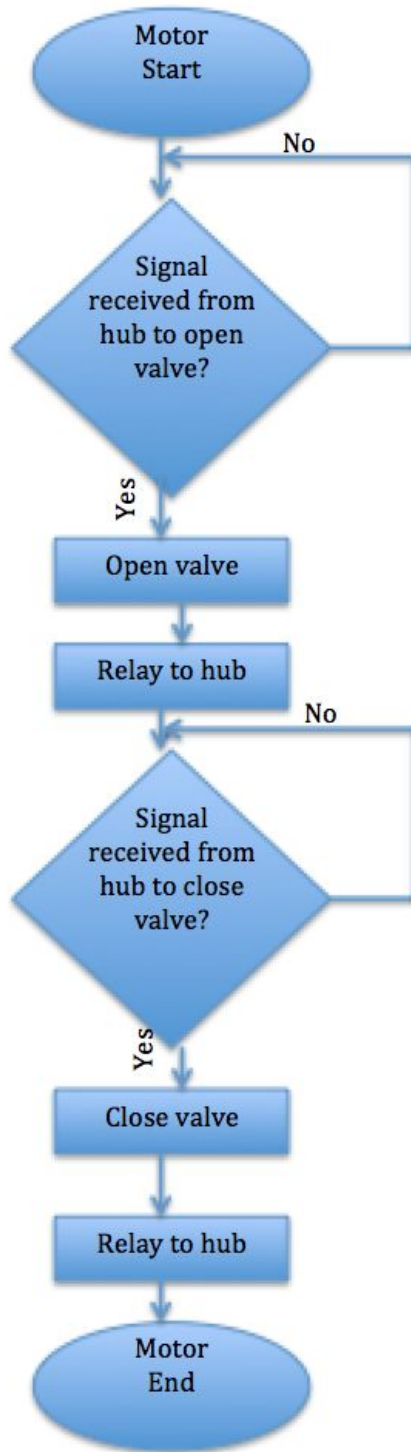 Motor
Start
No
Signal
received from
hub to open
valve?
Yes
Open valve
Relay to hub
No
Signal
received from
hub to close
valve?
Yes
Close valve
Relay to hub
Motor
End